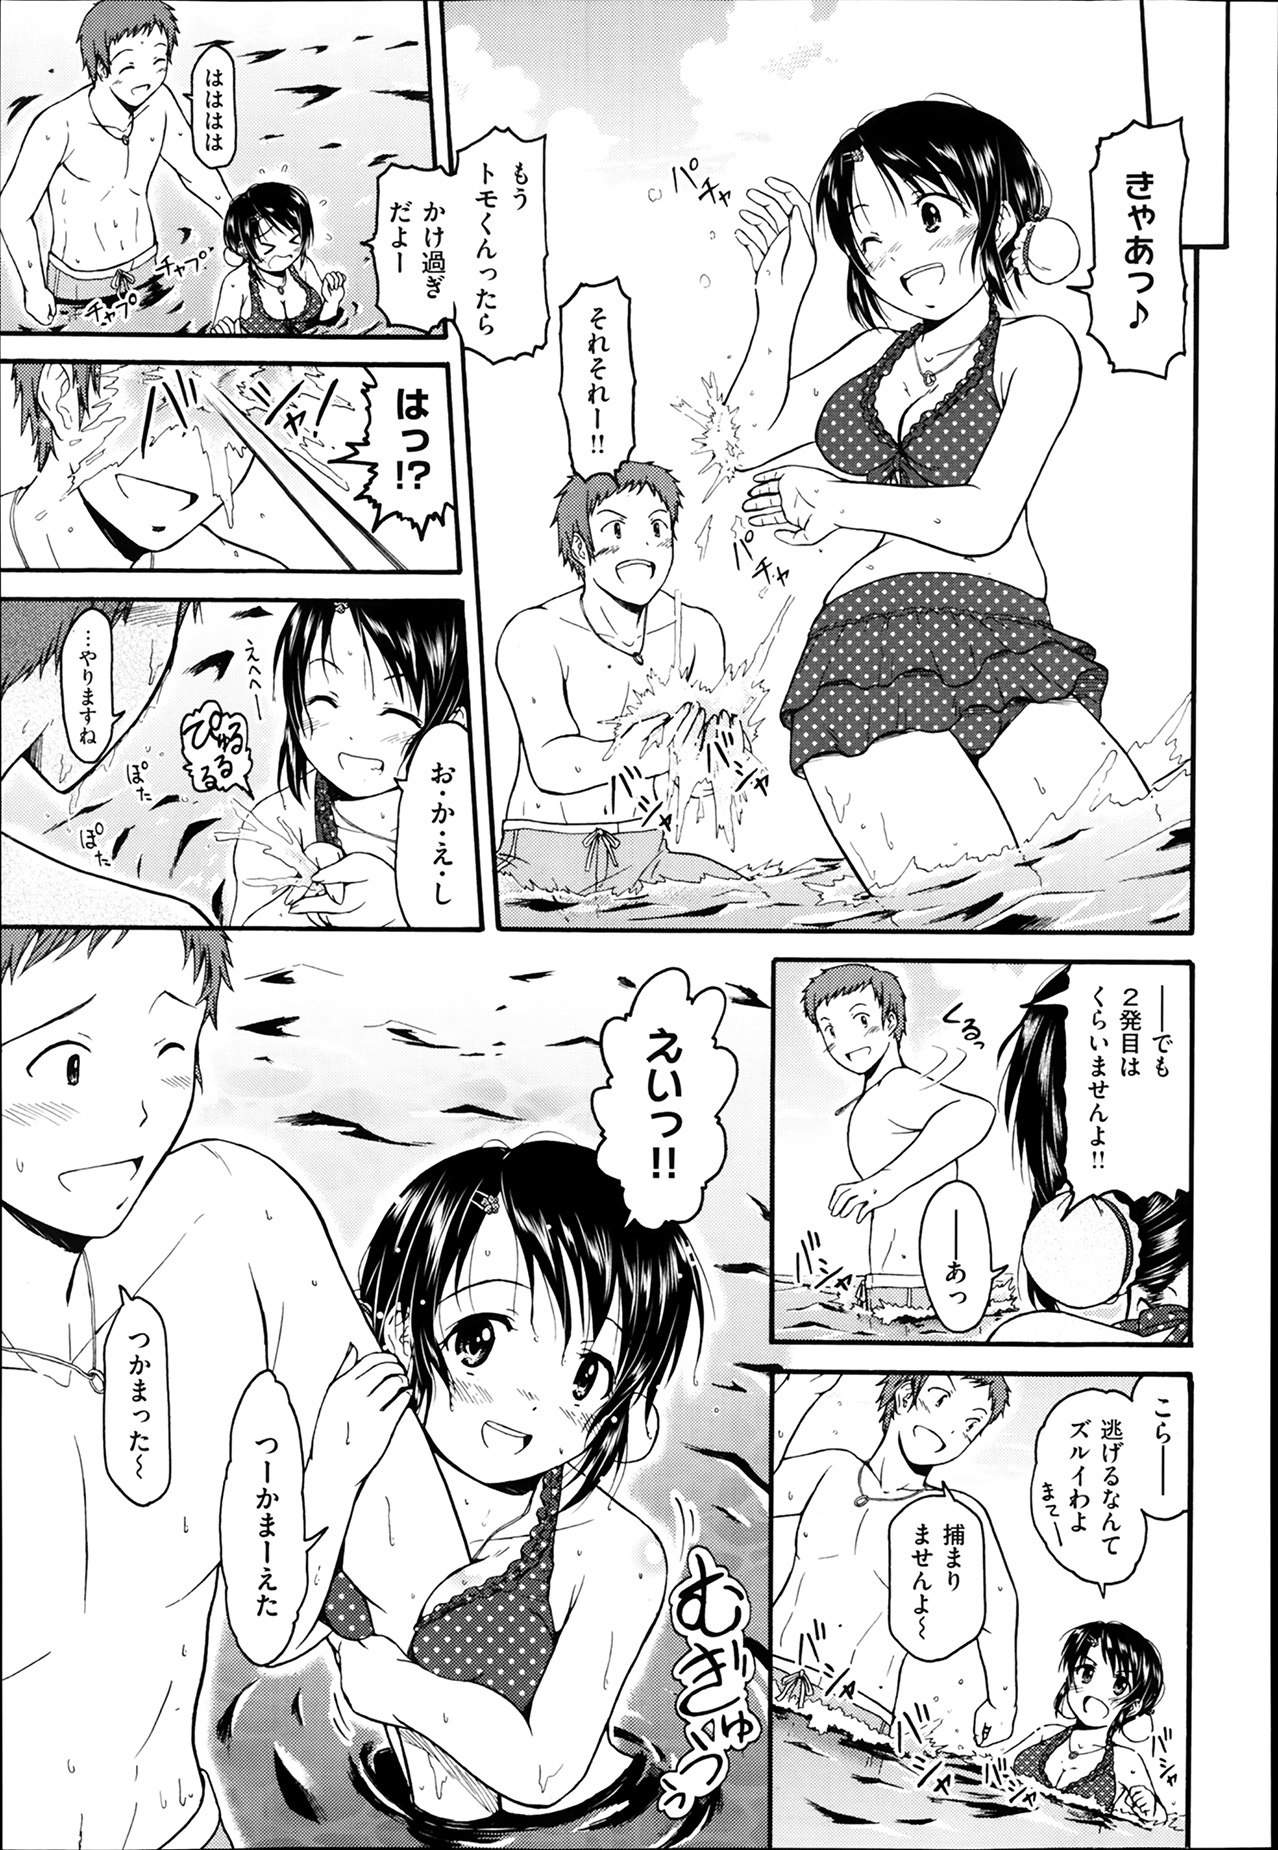 きゃあっ♪
パチャ
パチャ
それそれー!!
バシャ
もう
トモくんったら
かけ過ぎ
だよー
はははは
チャプ
チャプ
はっ!?
ビシャ!
お・か・え・し
えへへー
ぴゅるる
る
…やりますね
ぽた
ぽた
――でも
2発目は
くらいませんよ!!
くるっ
――あっ
バシャ
バシャ
こら――
逃げるなんて
ズルイわよ
まてー
捕まり
ませんよ～
バシャ
バシャ
バシャ
バシャ
えいっ!!
つーかまーえた
つかまった～
むぎゅうぅっ